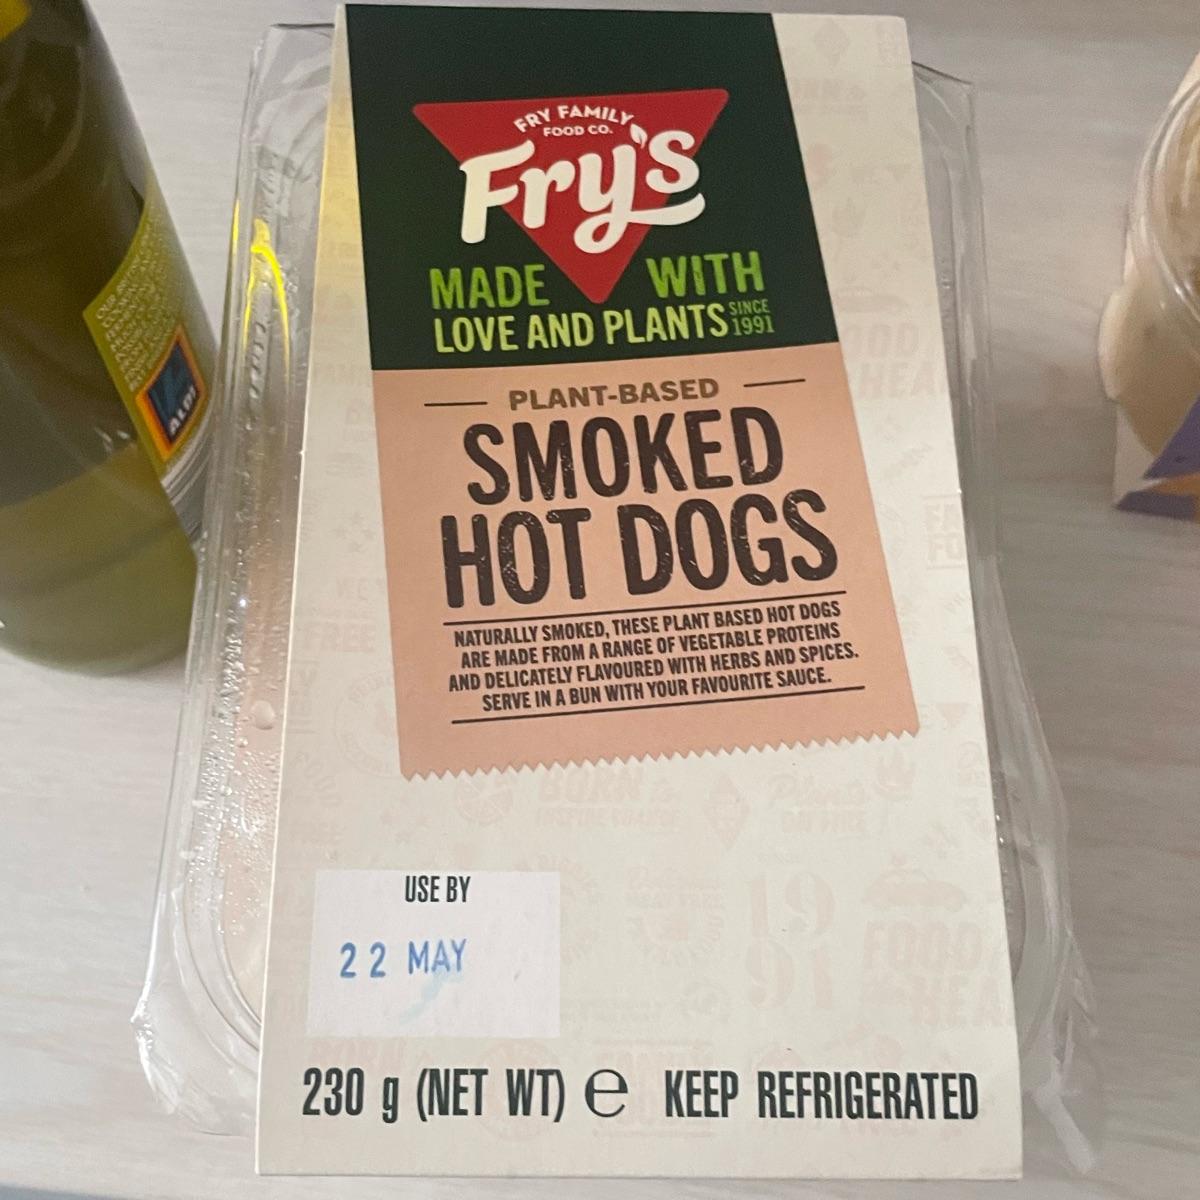 FRY FAMILY
FOOD CO.
Fry's
MADE WITH
LOVE AND PLANTS SINCE 1991
PLANT-BASED
SMOKED
HOT DOGS
NATURALLY SMOKED, THESE PLANT BASED HOT DOGS
ARE MADE FROM A RANGE OF VEGETABLE PROTEINS
AND DELICATELY FLAVOURED WITH HERBS AND SPICES.
SERVE IN A BUN WITH YOUR FAVOURITE SAUCE.
USE BY
22 MAY
230 g (NET WT) e KEEP REFRIGERATED
ALDI